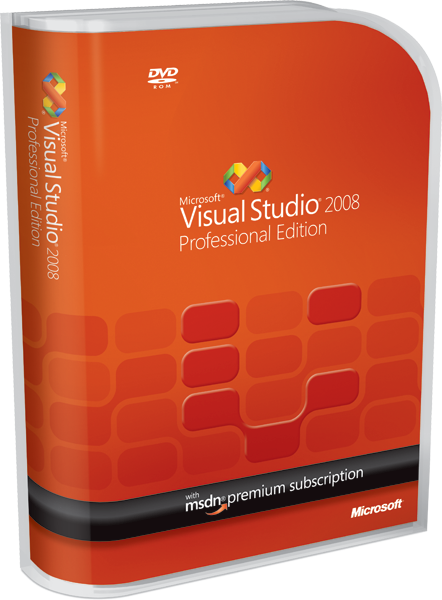 Microsoft®
Visual Studio® 2008
Professional Edition
DVD
ROM
Microsoft®
Visual Studio® 2008
Professional Edition
with
msdn® premium subscription
Microsoft®